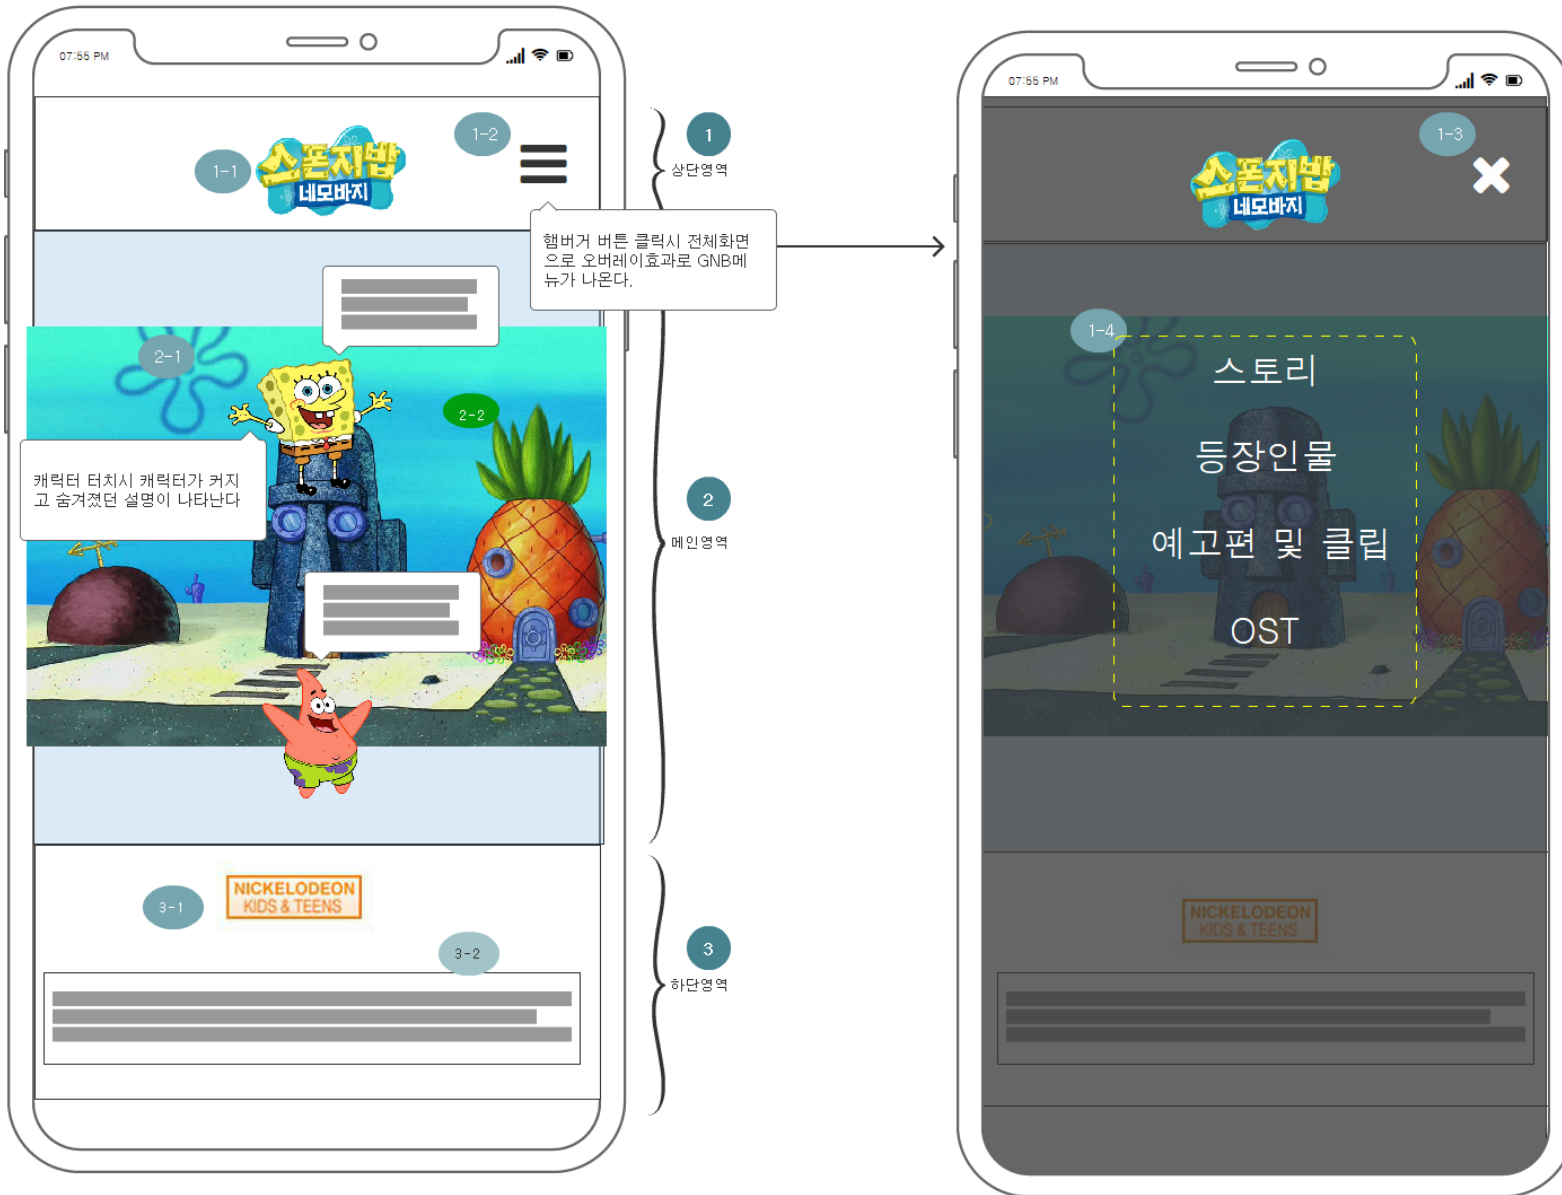 07:55 PM
1-1
스폰지밥
네모바지
1-2
1
상단영역
햄버거 버튼 클릭시 전체화면
으로 오버레이효과로 GNB메
뉴가 나온다.
2-1
2-2
캐릭터 터치시 캐릭터가 커지
고 숨겨졌던 설명이 나타난다
2
메인영역
3-1
NICKELODEON
KIDS & TEENS
3-2
3
하단영역
07:55 PM
스폰지밥
네모바지
1-3
1-4
스토리
등장인물
예고편 및 클립
OST
NICKELODEON
KIDS & TEENS